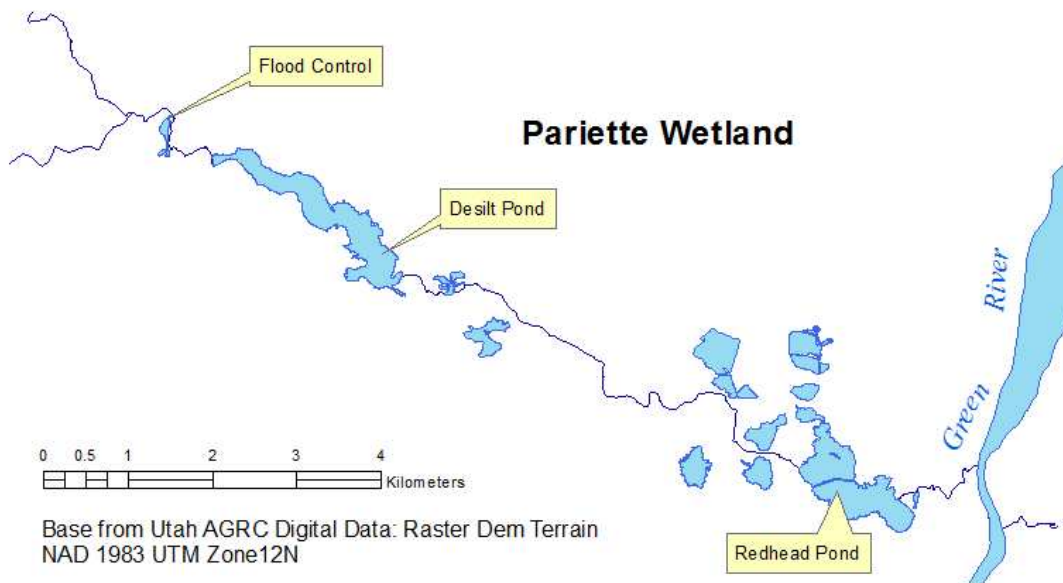 Flood Control
Pariette Wetland
Desilt Pond
Green River
0 0.5 1 2 3 4
Kilometers
Redhead Pond
Base from Utah AGRC Digital Data: Raster Dem Terrain
NAD 1983 UTM Zone12N